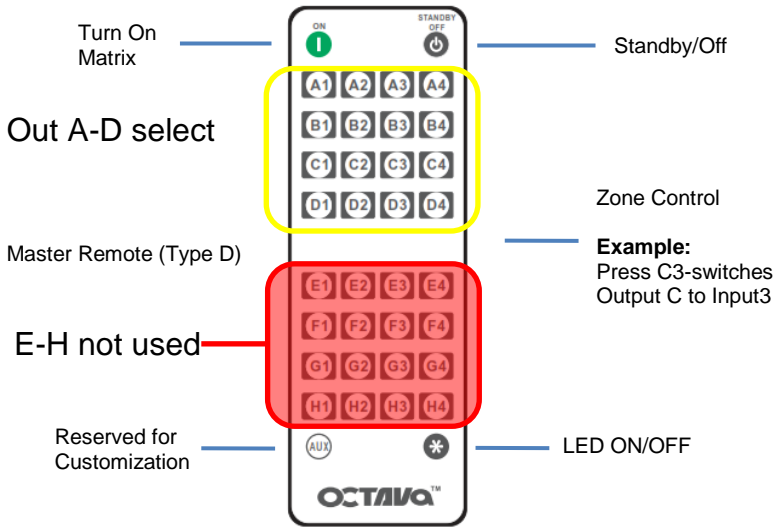 Turn On
Matrix
ON
STANDBY
OFF
Standby/Off
A1 A2 A3 A4
Out A-D select
B1 B2 B3 B4
C1 C2 C3 C4
D1 D2 D3 D4
Zone Control
Master Remote (Type D)
Example:
Press C3-switches
Output C to Input3
E1 E2 E3 E4
F1 F2 F3 F4
E-H not used
G1 G2 G3 G4
H1 H2 H3 H4
Reserved for
Customization
AUX
LED ON/OFF
OCTAVA™